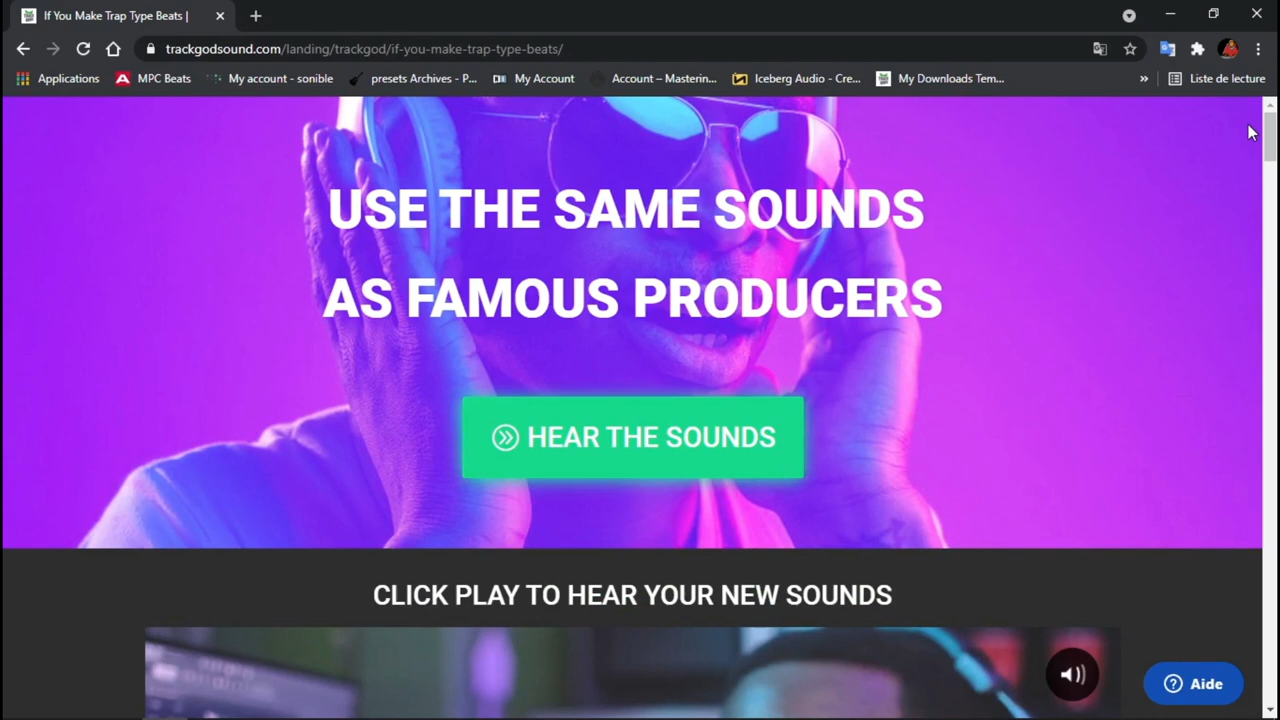 If You Make Trap Type Beats |
trackgodsound.com/landing/trackgod/if-you-make-trap-type-beats/
Applications MPC Beats My account - sonible presets Archives - P... My Account Account – Masterin... Iceberg Audio - Cre... My Downloads Tem... » Liste de lecture
USE THE SAME SOUNDS
AS FAMOUS PRODUCERS
HEAR THE SOUNDS
CLICK PLAY TO HEAR YOUR NEW SOUNDS
Aide